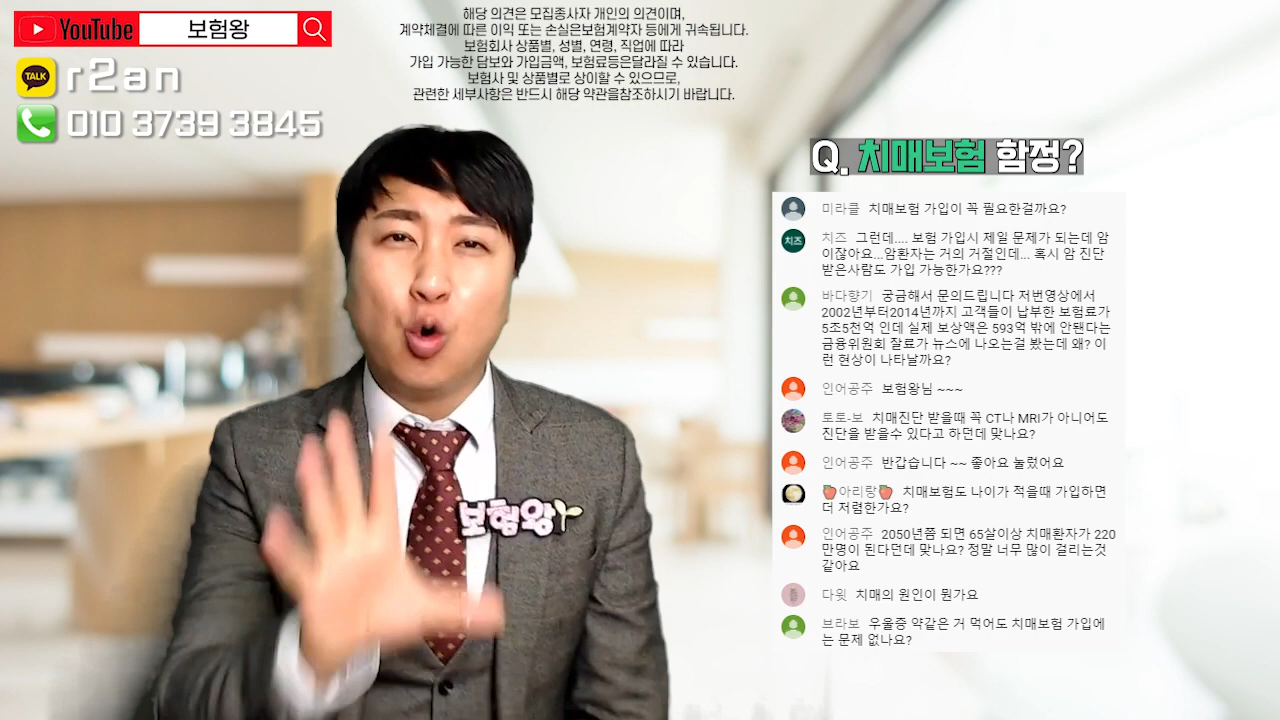 YouTube 보험왕
TALK r2an
010 3739 3845
해당 의견은 모집종사자 개인의 의견이며,
계약체결에 따른 이익 또는 손실은보험계약자 등에게 귀속됩니다.
보험회사 상품별, 성별, 연령, 직업에 따라
가입 가능한 담보와 가입금액, 보험료등은달라질 수 있습니다.
보험사 및 상품별로 상이할 수 있으므로,
관련한 세부사항은 반드시 해당 약관을참조하시기 바랍니다.
보험왕
Q. 치매보험 함정?
미라클 치매보험 가입이 꼭 필요한걸까요?
치즈 치즈 그런데.... 보험 가입시 제일 문제가 되는데 암
이잖아요...암환자는 거의 거절인데... 혹시 암 진단
받은사람도 가입 가능한가요???
바다향기 궁금해서 문의드립니다 저번영상에서
2002년부터2014년까지 고객들이 납부한 보험료가
5조5천억 인데 실제 보상액은 593억 밖에 안됀다는
금융위원회 잘료가 뉴스에 나오는걸 봤는데 왜? 이
런 현상이 나타날까요?
인어공주 보험왕님 ~~~
토토-보 치매진단 받을때 꼭 CT나 MRI가 아니어도
진단을 받을수 있다고 하던데 맞나요?
인어공주 반갑습니다 ~~ 좋아요 눌렀어요
🍎아리랑🍎 치매보험도 나이가 적을때 가입하면
더 저렴한가요?
인어공주 2050년쯤 되면 65살이상 치매환자가 220
만명이 된다던데 맞나요? 정말 너무 많이 걸리는것
같아요
다윗 치매의 원인이 뭔가요
브라보 우울증 약같은 거 먹어도 치매보험 가입에
는 문제 없나요?